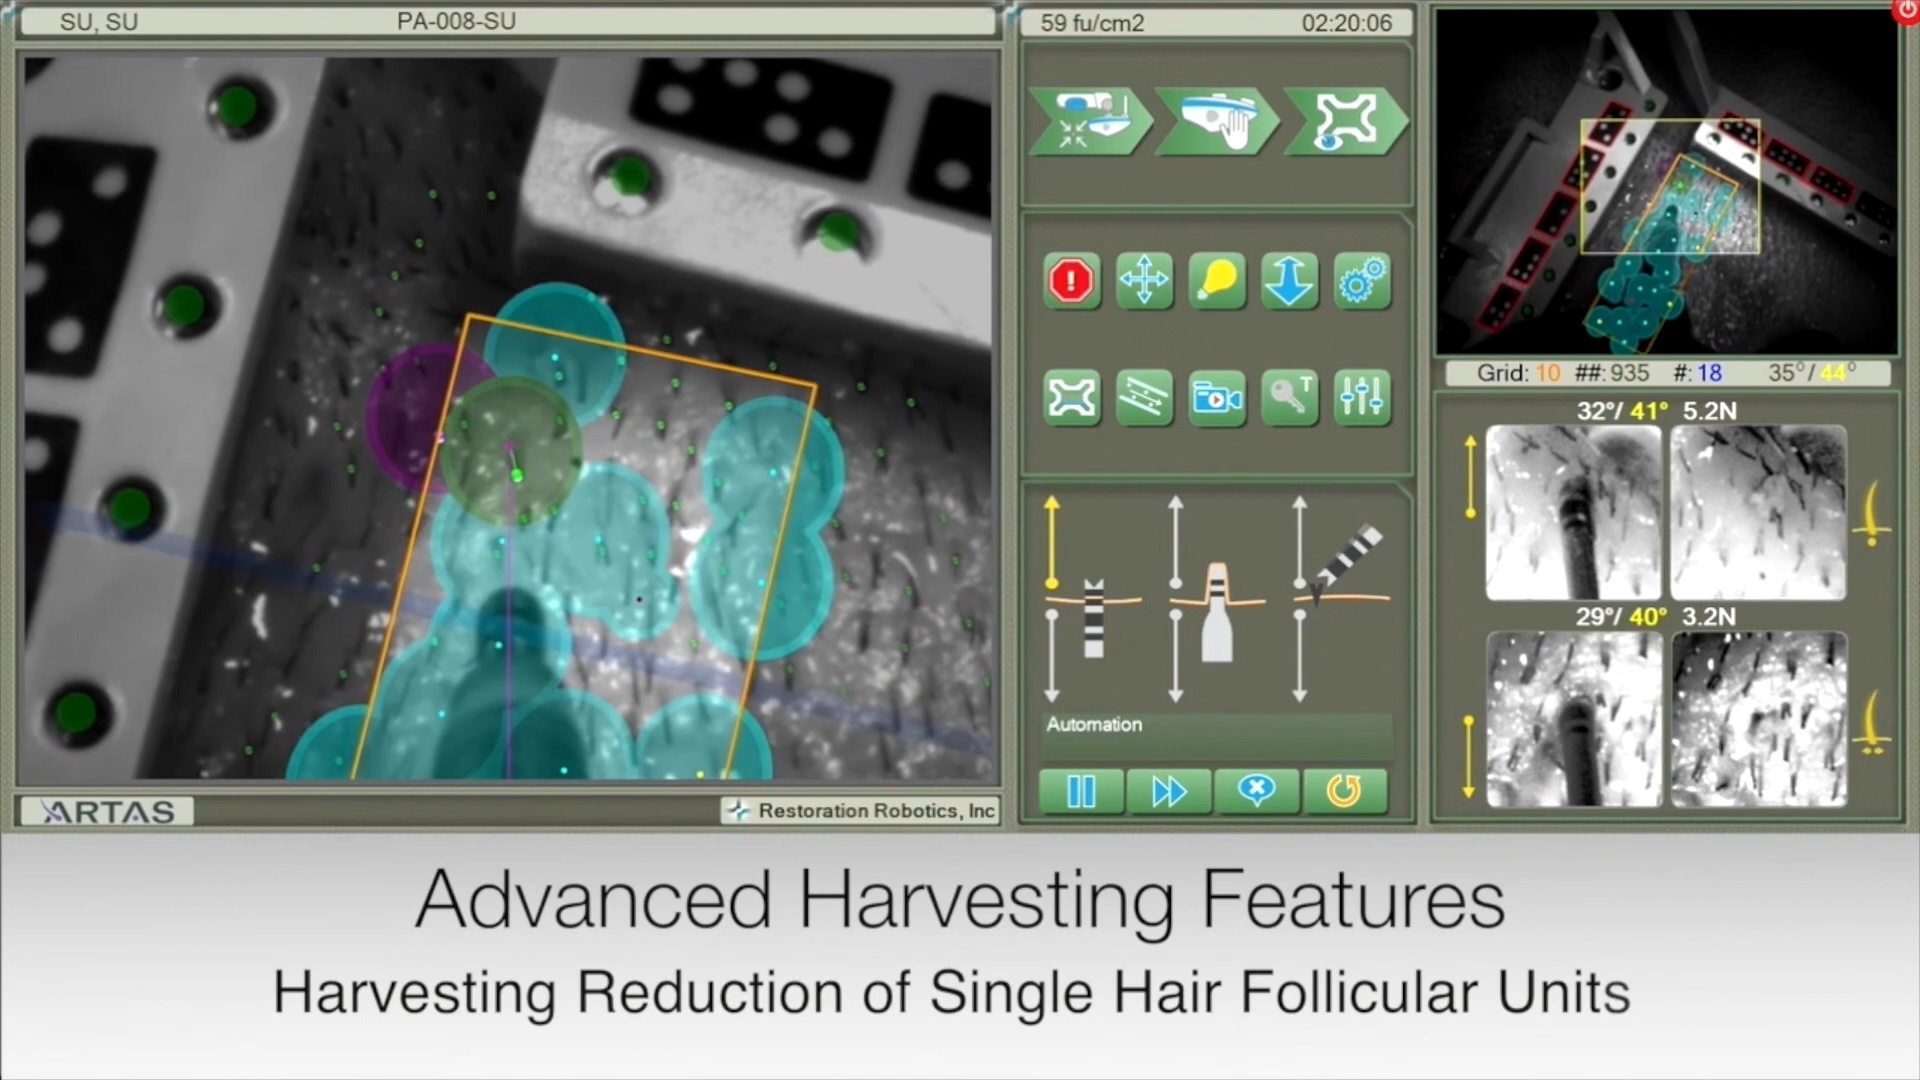 SU, SU
PA-008-SU
59 fu/cm2
02:20:06
T
Grid: 10 ##: 935 #: 18 35°/ 44°
32°/ 41° 5.2N
29°/ 40° 3.2N
Automation
ARTAS
Restoration Robotics, Inc
Advanced Harvesting Features
Harvesting Reduction of Single Hair Follicular Units